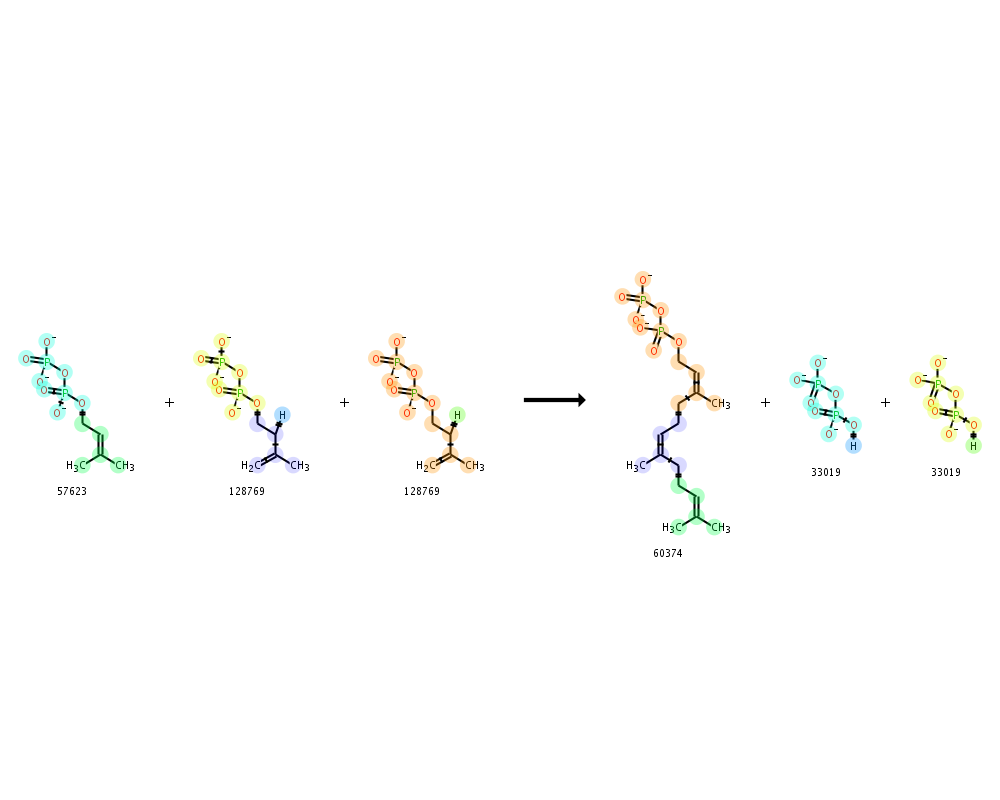 O⁻ O P O O⁻ O P O O⁻ H₃C CH₃
57623
+
O⁻ O P O O⁻ O P O O⁻ H H₂C CH₃
128769
+
O⁻ O P O O⁻ O P O O⁻ H H₂C CH₃
128769
O⁻ O P O O⁻ O⁻ P O O CH₃ H₃C H₃C CH₃
60374
+
O⁻ O⁻ P O O O P O O⁻ H
33019
+
O⁻ O⁻ P O O O P O O⁻ H
33019